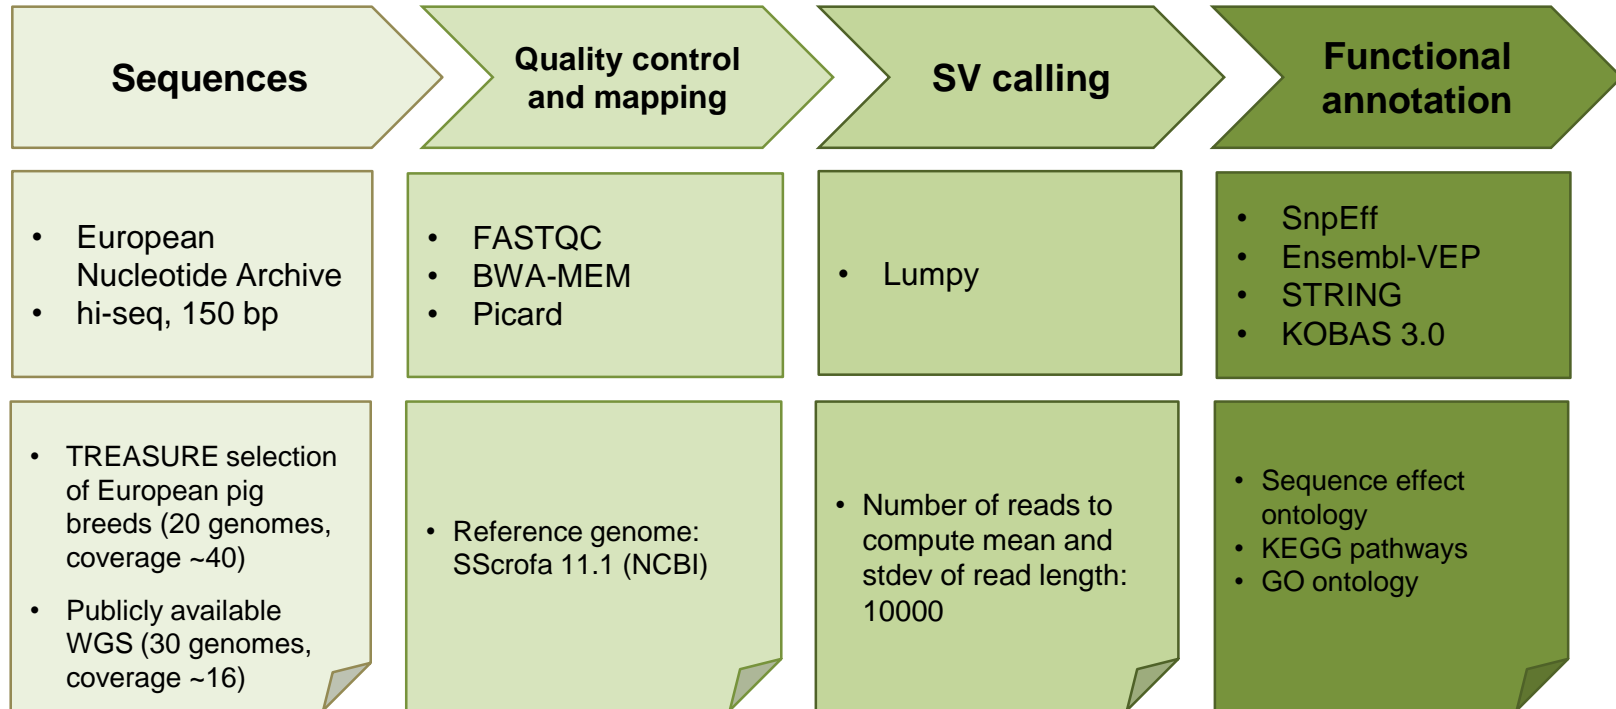 Sequences
Quality control
and mapping
SV calling
Functional
annotation
• European
Nucleotide Archive
• hi-seq, 150 bp
• FASTQC
• BWA-MEM
• Picard
• Lumpy
• SnpEff
• Ensembl-VEP
• STRING
• KOBAS 3.0
• TREASURE selection
of European pig
breeds (20 genomes,
coverage ~40)
• Publicly available
WGS (30 genomes,
coverage ~16)
• Reference genome:
SScrofa 11.1 (NCBI)
• Number of reads to
compute mean and
stdev of read length:
10000
• Sequence effect
ontology
• KEGG pathways
• GO ontology